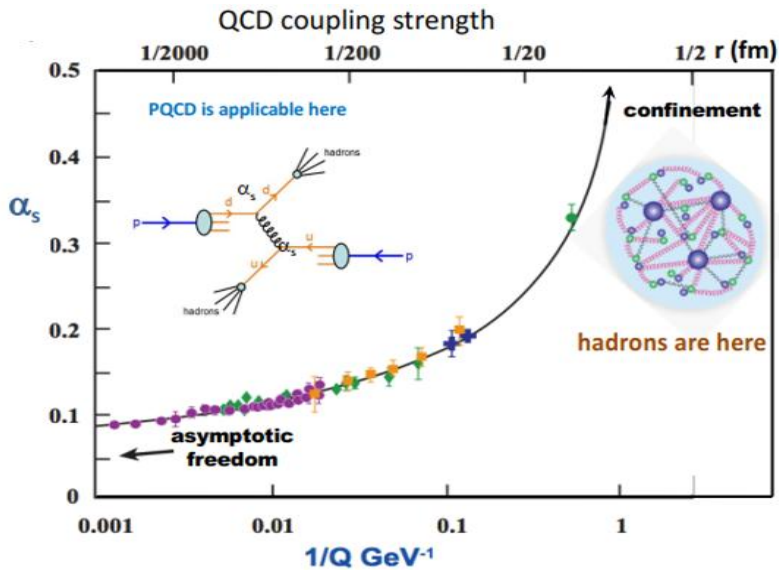 QCD coupling strength
1/2000 1/200 1/20 1/2 r (fm)
0.5
PQCD is applicable here
confinement
hadrons
0.4
αs
d
d
αs
p
0.3
αs
u
u
p
hadrons
0.2
hadrons are here
0.1
asymptotic
freedom
0
0.001 0.01 0.1 1
1/Q GeV-1